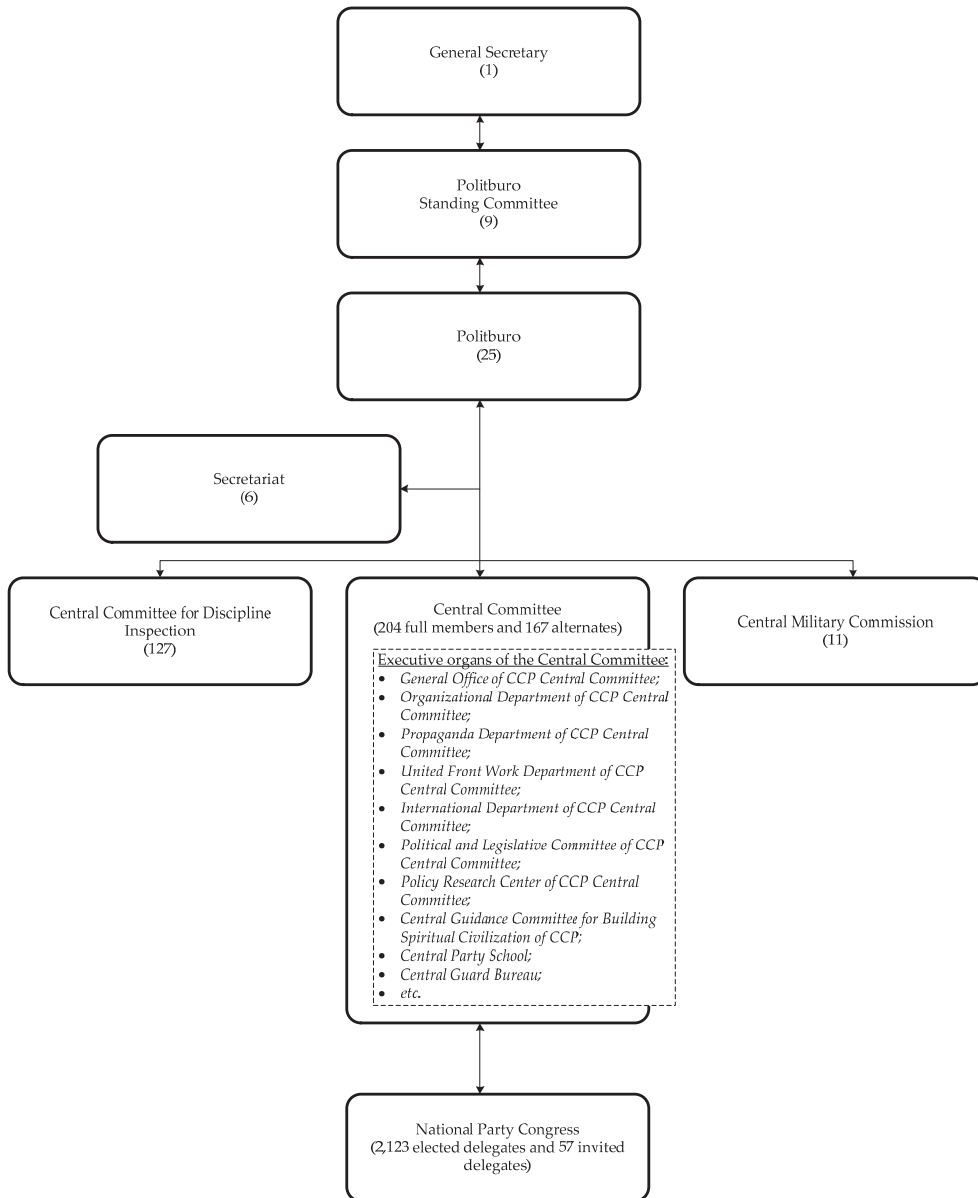 General Secretary
(1)
Politburo
Standing Committee
(9)
Politburo
(25)
Secretariat
(6)
Central Committee for Discipline
Inspection
(127)
Central Committee
(204 full members and 167 alternates)
Executive organs of the Central Committee:
• General Office of CCP Central Committee;
• Organizational Department of CCP Central
Committee;
• Propaganda Department of CCP Central
Committee;
• United Front Work Department of CCP
Central Committee;
• International Department of CCP Central
Committee;
• Political and Legislative Committee of CCP
Central Committee;
• Policy Research Center of CCP Central
Committee;
• Central Guidance Committee for Building
Spiritual Civilization of CCP;
• Central Party School;
• Central Guard Bureau;
• etc.
Central Military Commission
(11)
National Party Congress
(2,123 elected delegates and 57 invited
delegates)